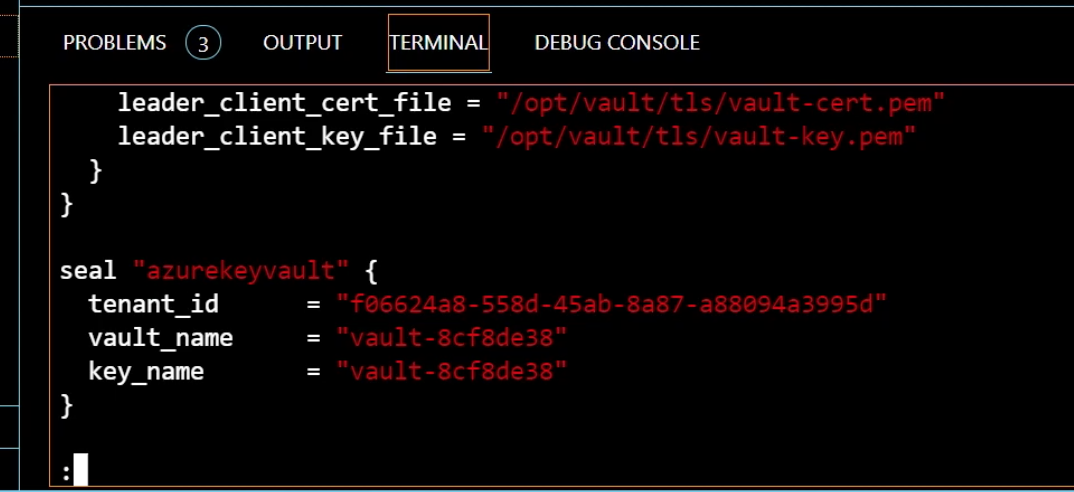 PROBLEMS 3 OUTPUT TERMINAL DEBUG CONSOLE
leader_client_cert_file = "/opt/vault/tls/vault-cert.pem"
leader_client_key_file = "/opt/vault/tls/vault-key.pem"
}
}
seal "azurekeyvault" {
tenant_id = "f06624a8-558d-45ab-8a87-a88094a3995d"
vault_name = "vault-8cf8de38"
key_name = "vault-8cf8de38"
}
: